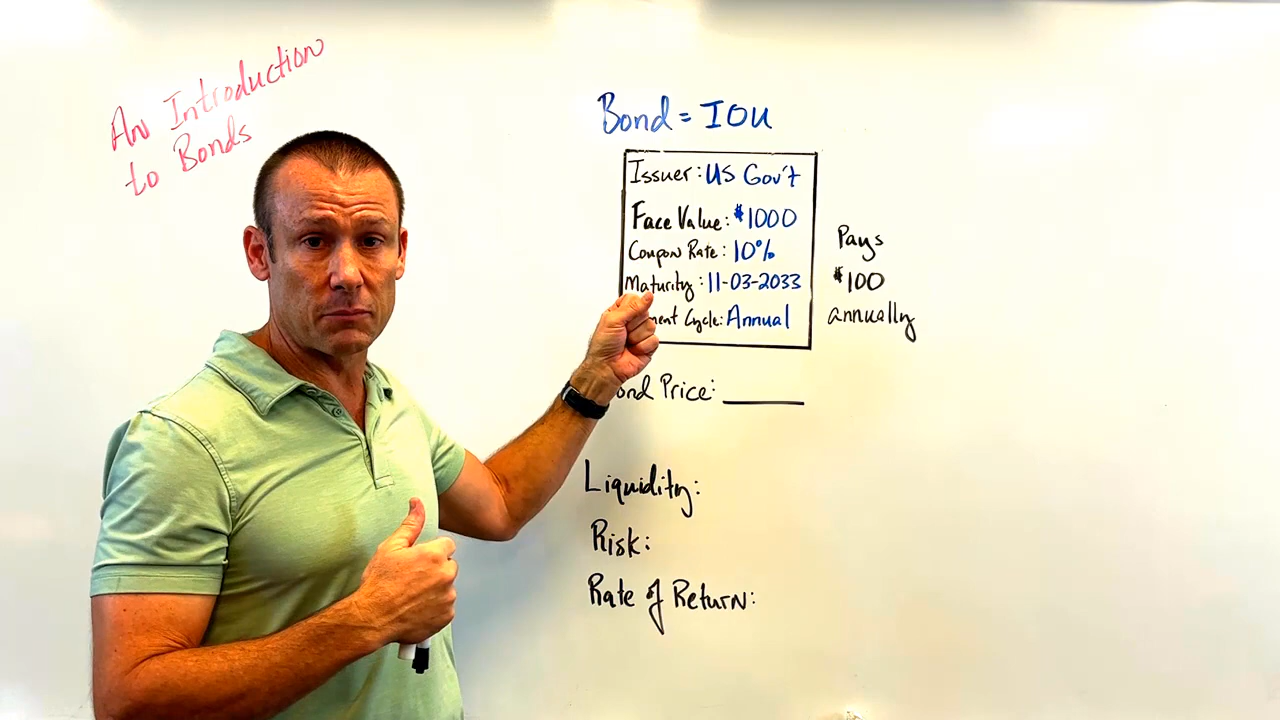 An Introduction
to Bonds
Bond = IOU
Issuer: US Gov't
Face Value: $1000
Coupon Rate: 10%
Maturity: 11-03-2033
Cycle: Annual
Pays
$100
annually
Price:
Liquidity:
Risk:
Rate of Return: